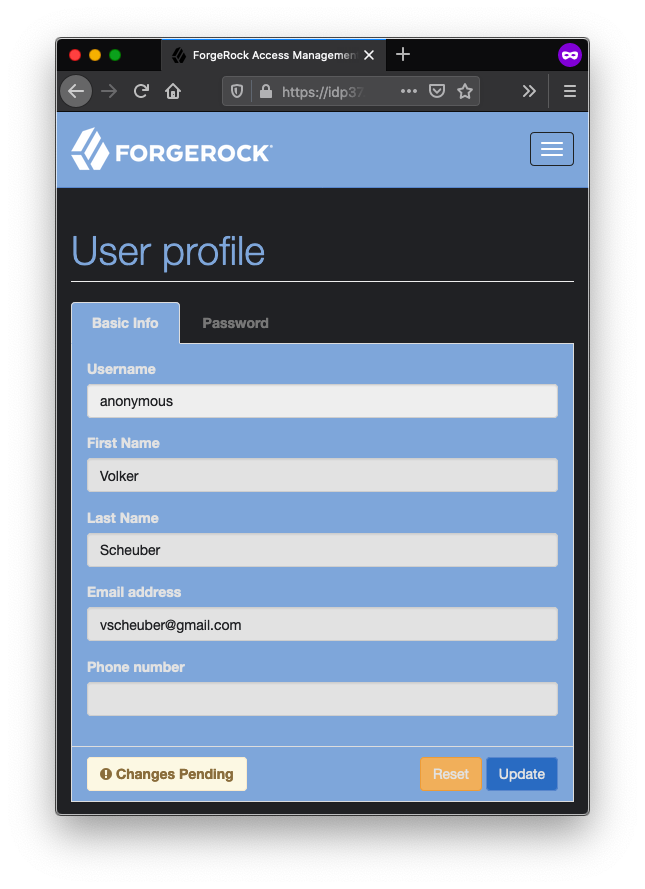 ForgeRock Access Management
https://idp37
FORGEROCK
User profile
Basic Info Password
Username
anonymous
First Name
Volker
Last Name
Scheuber
Email address
vscheuber@gmail.com
Phone number
Changes Pending Reset Update